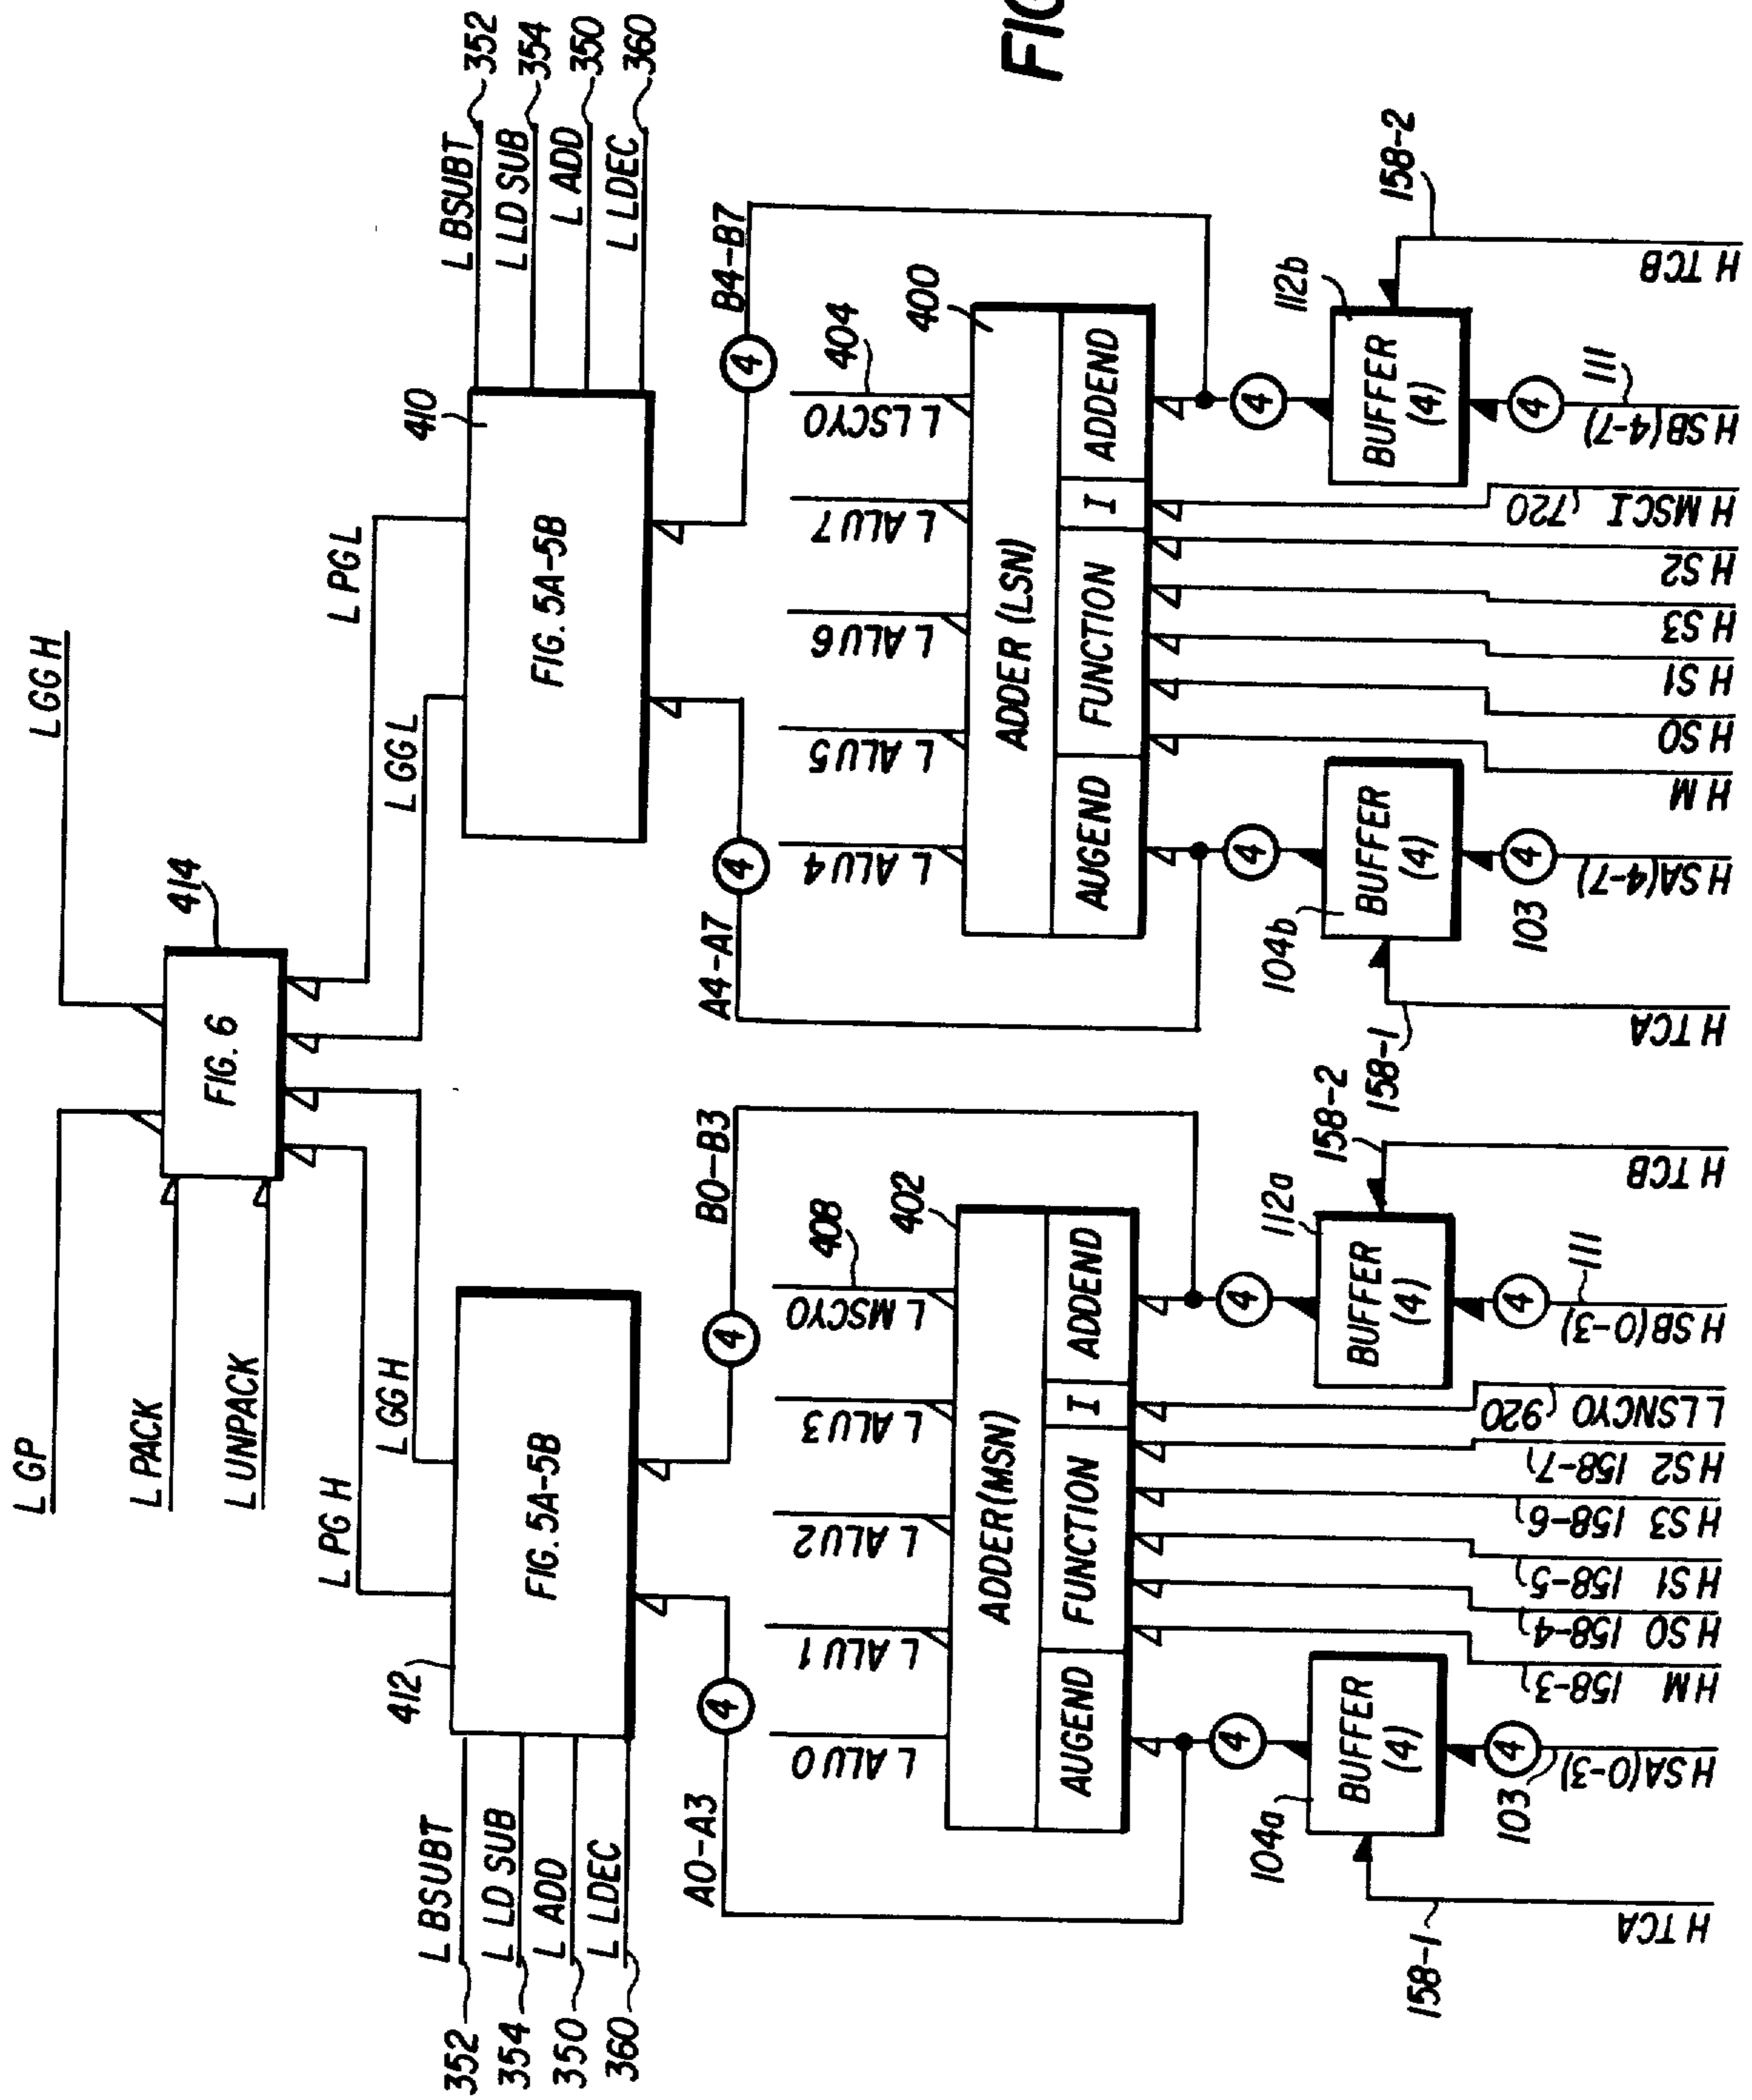 L GP
L PACK
L UNPACK
LGG H
414
FIG. 6
L PG H
LGG H
L GG L
L PG L
L BSUBT
352
L LD SUB
354
L ADD
350
L LDEC
360
412
FIG. 5A-5B
410
FIG. 5A-5B
L BSUBT
352
L LD SUB
354
L ADD
350
L LDEC
360
A0-A3
4
B0-B3
4
A4-A7
4
B4-B7
4
L ALU 0
L ALU 1
L ALU 2
L ALU 3
L MSCYO
408
402
L ALU 4
L ALU 5
L ALU 6
L ALU 7
L LSCYO
404
400
ADDER(MSN)
AUGEND
FUNCTION
I
ADDEND
ADDER (LSN)
AUGEND
FUNCTION
I
ADDEND
4
4
4
4
104a
BUFFER
(4)
112a
BUFFER
(4)
104b
BUFFER
(4)
112b
BUFFER
(4)
158-1
H TCA
103
4
H SA(0-3)
H M 158-3
H S0 158-4
H S1 158-5
H S3 158-6
H S2 158-7
L LSNCYO 920
4
111
H SB(0-3)
158-2
H TCB
158-1
H TCA
103
4
H SA(4-7)
H M
H S0
H S1
H S3
H S2
H MSCI 720
4
111
H SB(4-7)
158-2
H TCB
FIG